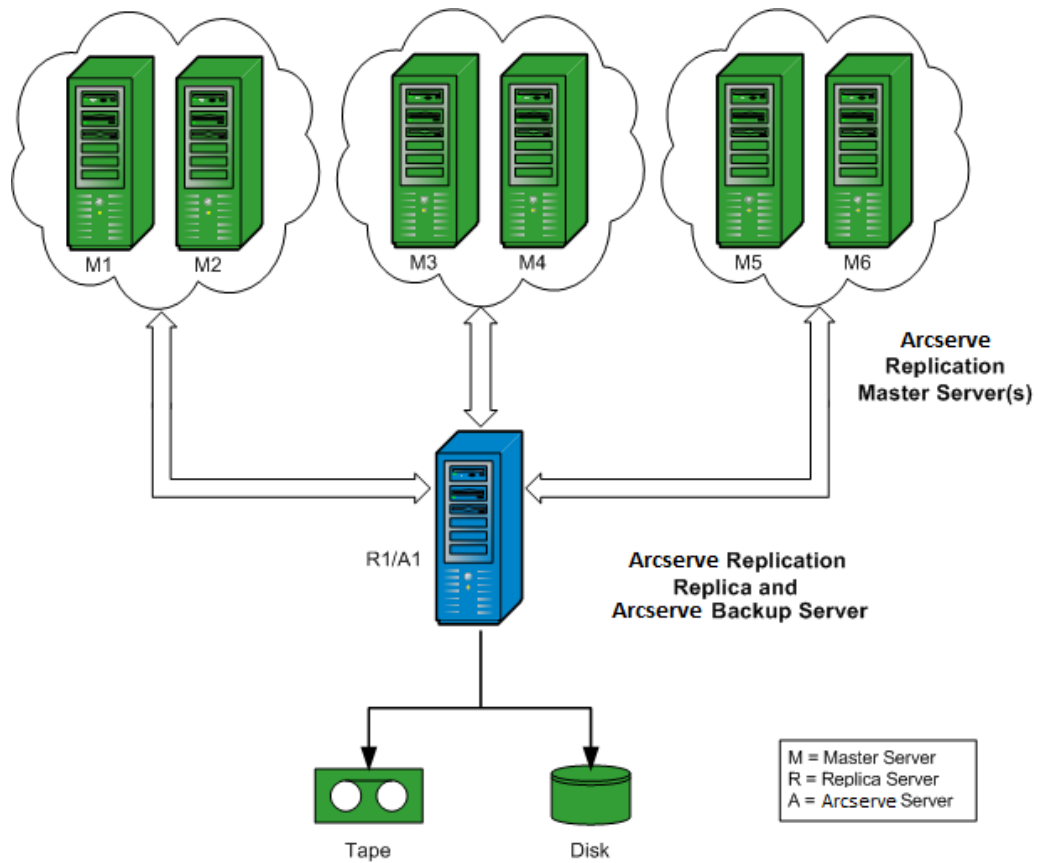 M1
M2
M3
M4
M5
M6
Arcserve
Replication
Master Server(s)
R1/A1
Arcserve Replication
Replica and
Arcserve Backup Server
Tape
Disk
M = Master Server
R = Replica Server
A = Arcserve Server